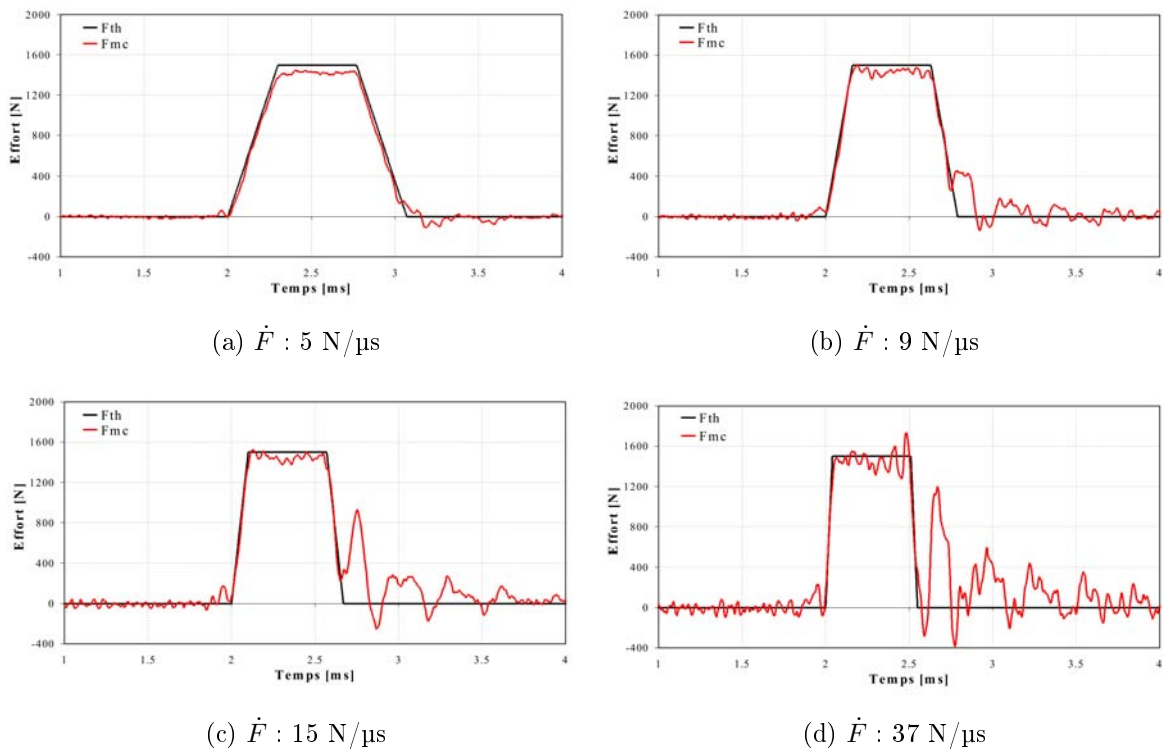 2000
1600
1200
800
400
0
-400
Effort [N]
Fth
Fmc
1
1.5
2
2.5
3
3.5
4
Temps [ms]
(a) Ḟ : 5 N/µs
2000
1600
1200
800
400
0
-400
Effort [N]
Fth
Fmc
1
1.5
2
2.5
3
3.5
4
Temps [ms]
(b) Ḟ : 9 N/µs
2000
1600
1200
800
400
0
-400
Effort [N]
Fth
Fmc
1
1.5
2
2.5
3
3.5
4
Temps [ms]
(c) Ḟ : 15 N/µs
2000
1600
1200
800
400
0
-400
Effort [N]
Fth
Fmc
1
1.5
2
2.5
3
3.5
4
Temps [ms]
(d) Ḟ : 37 N/µs